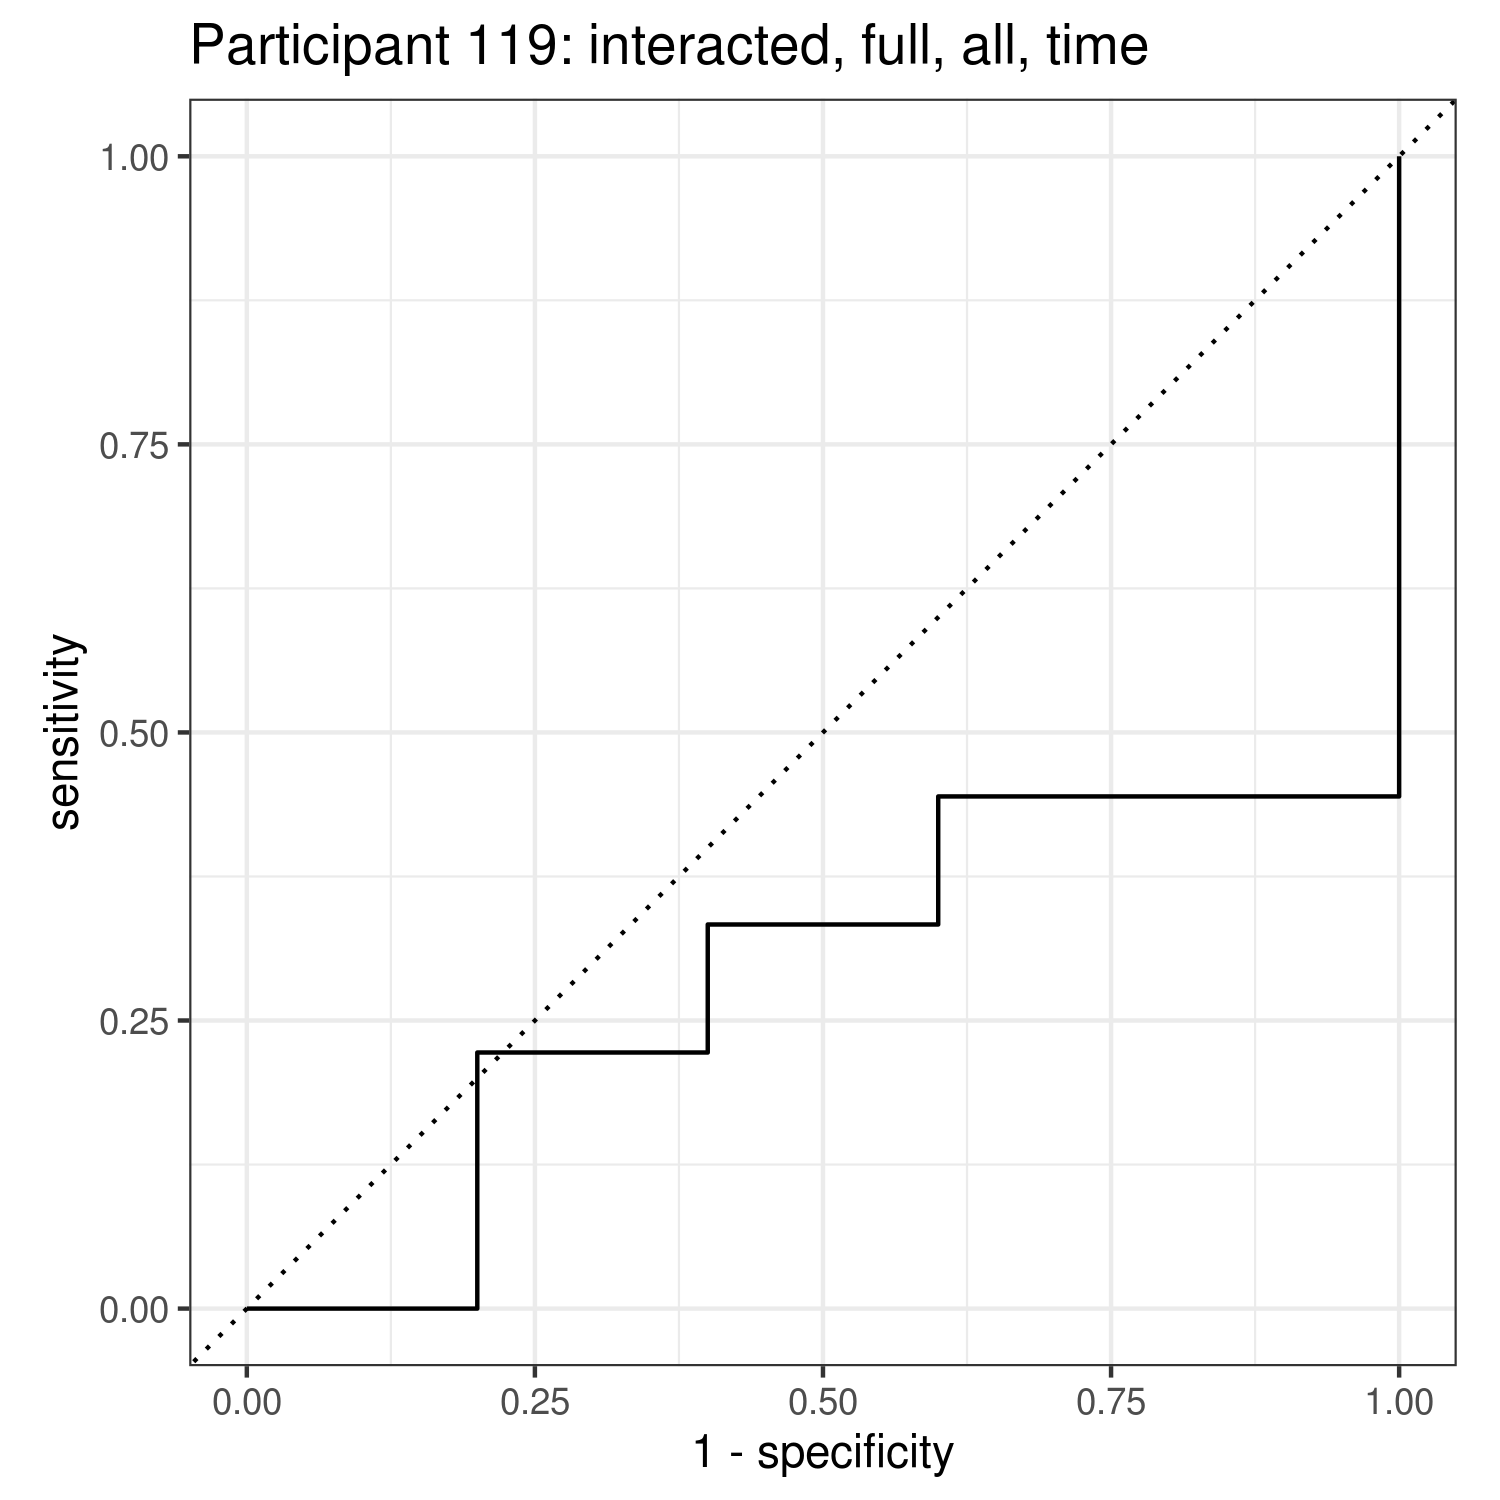 Participant 119: interacted, full, all, time
1.00
0.75
0.50
0.25
0.00
sensitivity
0.00 0.25 0.50 0.75 1.00
1 - specificity